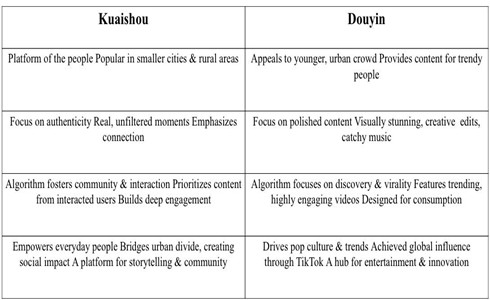 Kuaishou
Douyin
Platform of the people Popular in smaller cities & rural areas
Appeals to younger, urban crowd Provides content for trendy
people
Focus on authenticity Real, unfiltered moments Emphasizes
connection
Focus on polished content Visually stunning, creative edits,
catchy music
Algorithm fosters community & interaction Prioritizes content
from interacted users Builds deep engagement
Algorithm focuses on discovery & virality Features trending,
highly engaging videos Designed for consumption
Empowers everyday people Bridges urban divide, creating
social impact A platform for storytelling & community
Drives pop culture & trends Achieved global influence
through TikTok A hub for entertainment & innovation